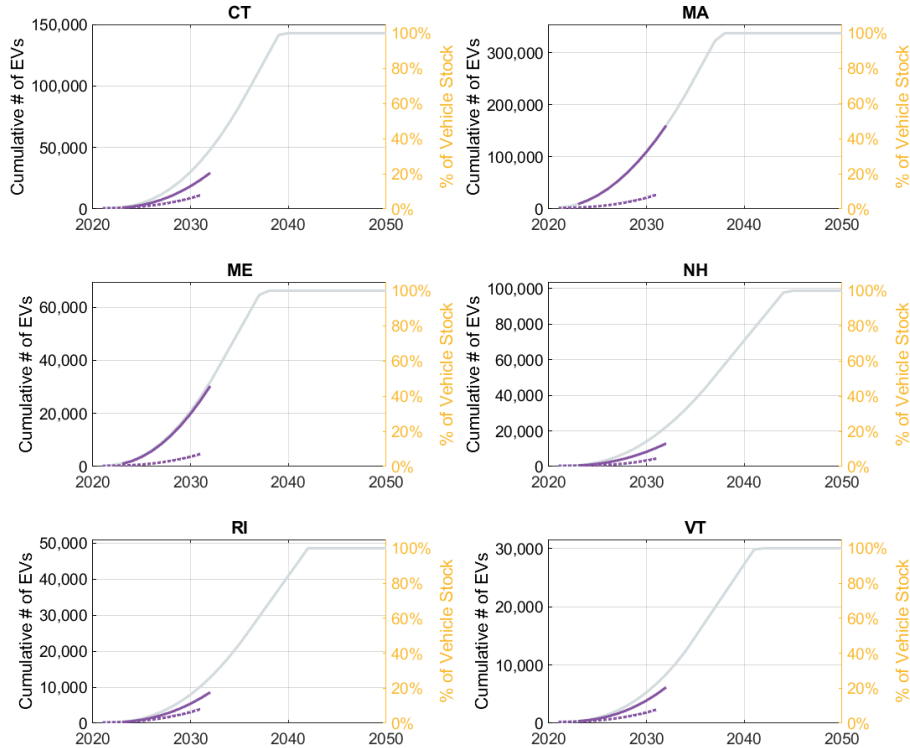 CT
150,000
100,000
50,000
0
Cumulative # of EVs
100%
80%
60%
40%
20%
0%
% of Vehicle Stock
2020 2030 2040 2050
MA
300,000
200,000
100,000
0
Cumulative # of EVs
100%
80%
60%
40%
20%
0%
% of Vehicle Stock
2020 2030 2040 2050
ME
60,000
40,000
20,000
0
Cumulative # of EVs
100%
80%
60%
40%
20%
0%
% of Vehicle Stock
2020 2030 2040 2050
NH
100,000
80,000
60,000
40,000
20,000
0
Cumulative # of EVs
100%
80%
60%
40%
20%
0%
% of Vehicle Stock
2020 2030 2040 2050
RI
50,000
40,000
30,000
20,000
10,000
0
Cumulative # of EVs
100%
80%
60%
40%
20%
0%
% of Vehicle Stock
2020 2030 2040 2050
VT
30,000
20,000
10,000
0
Cumulative # of EVs
100%
80%
60%
40%
20%
0%
% of Vehicle Stock
2020 2030 2040 2050